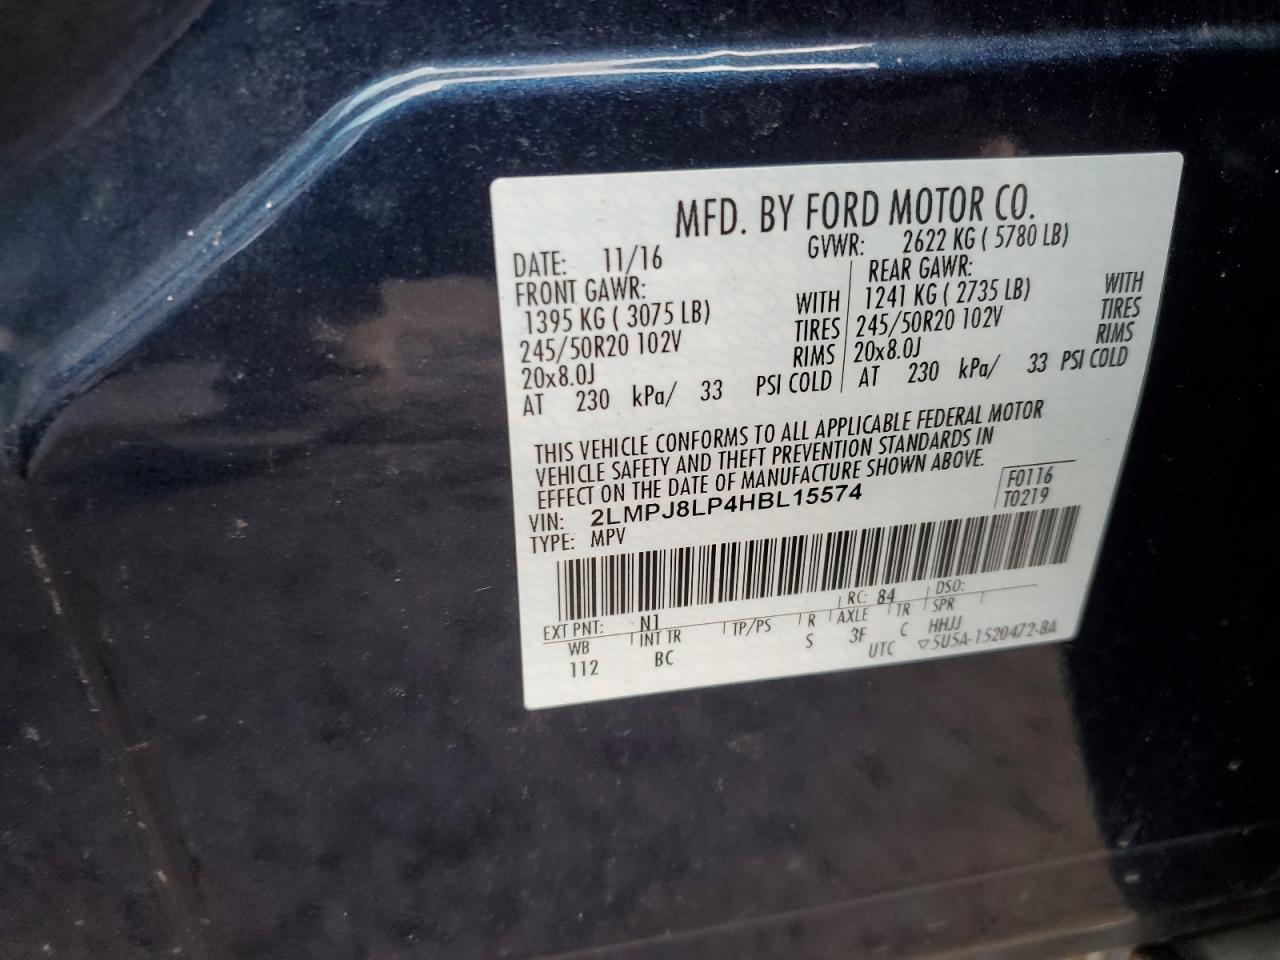 MFD. BY FORD MOTOR CO.
DATE: 11/16 GVWR: 2622 KG ( 5780 LB)
FRONT GAWR: REAR GAWR:
1395 KG ( 3075 LB) WITH 1241 KG ( 2735 LB) WITH
245/50R20 102V TIRES 245/50R20 102V TIRES
20x8.0J RIMS 20x8.0J RIMS
AT 230 kPa/ 33 PSI COLD AT 230 kPa/ 33 PSI COLD
THIS VEHICLE CONFORMS TO ALL APPLICABLE FEDERAL MOTOR
VEHICLE SAFETY AND THEFT PREVENTION STANDARDS IN
EFFECT ON THE DATE OF MANUFACTURE SHOWN ABOVE.
F0116
VIN: 2LMPJ8LP4HBL15574 T0219
TYPE: MPV
EXT PNT: N1 RC: 84 DSO:
WB INT TR TP/PS R AXLE TR SPR
112 BC S 3F C HHJJ
UTC ▽5U5A-1520472-BA